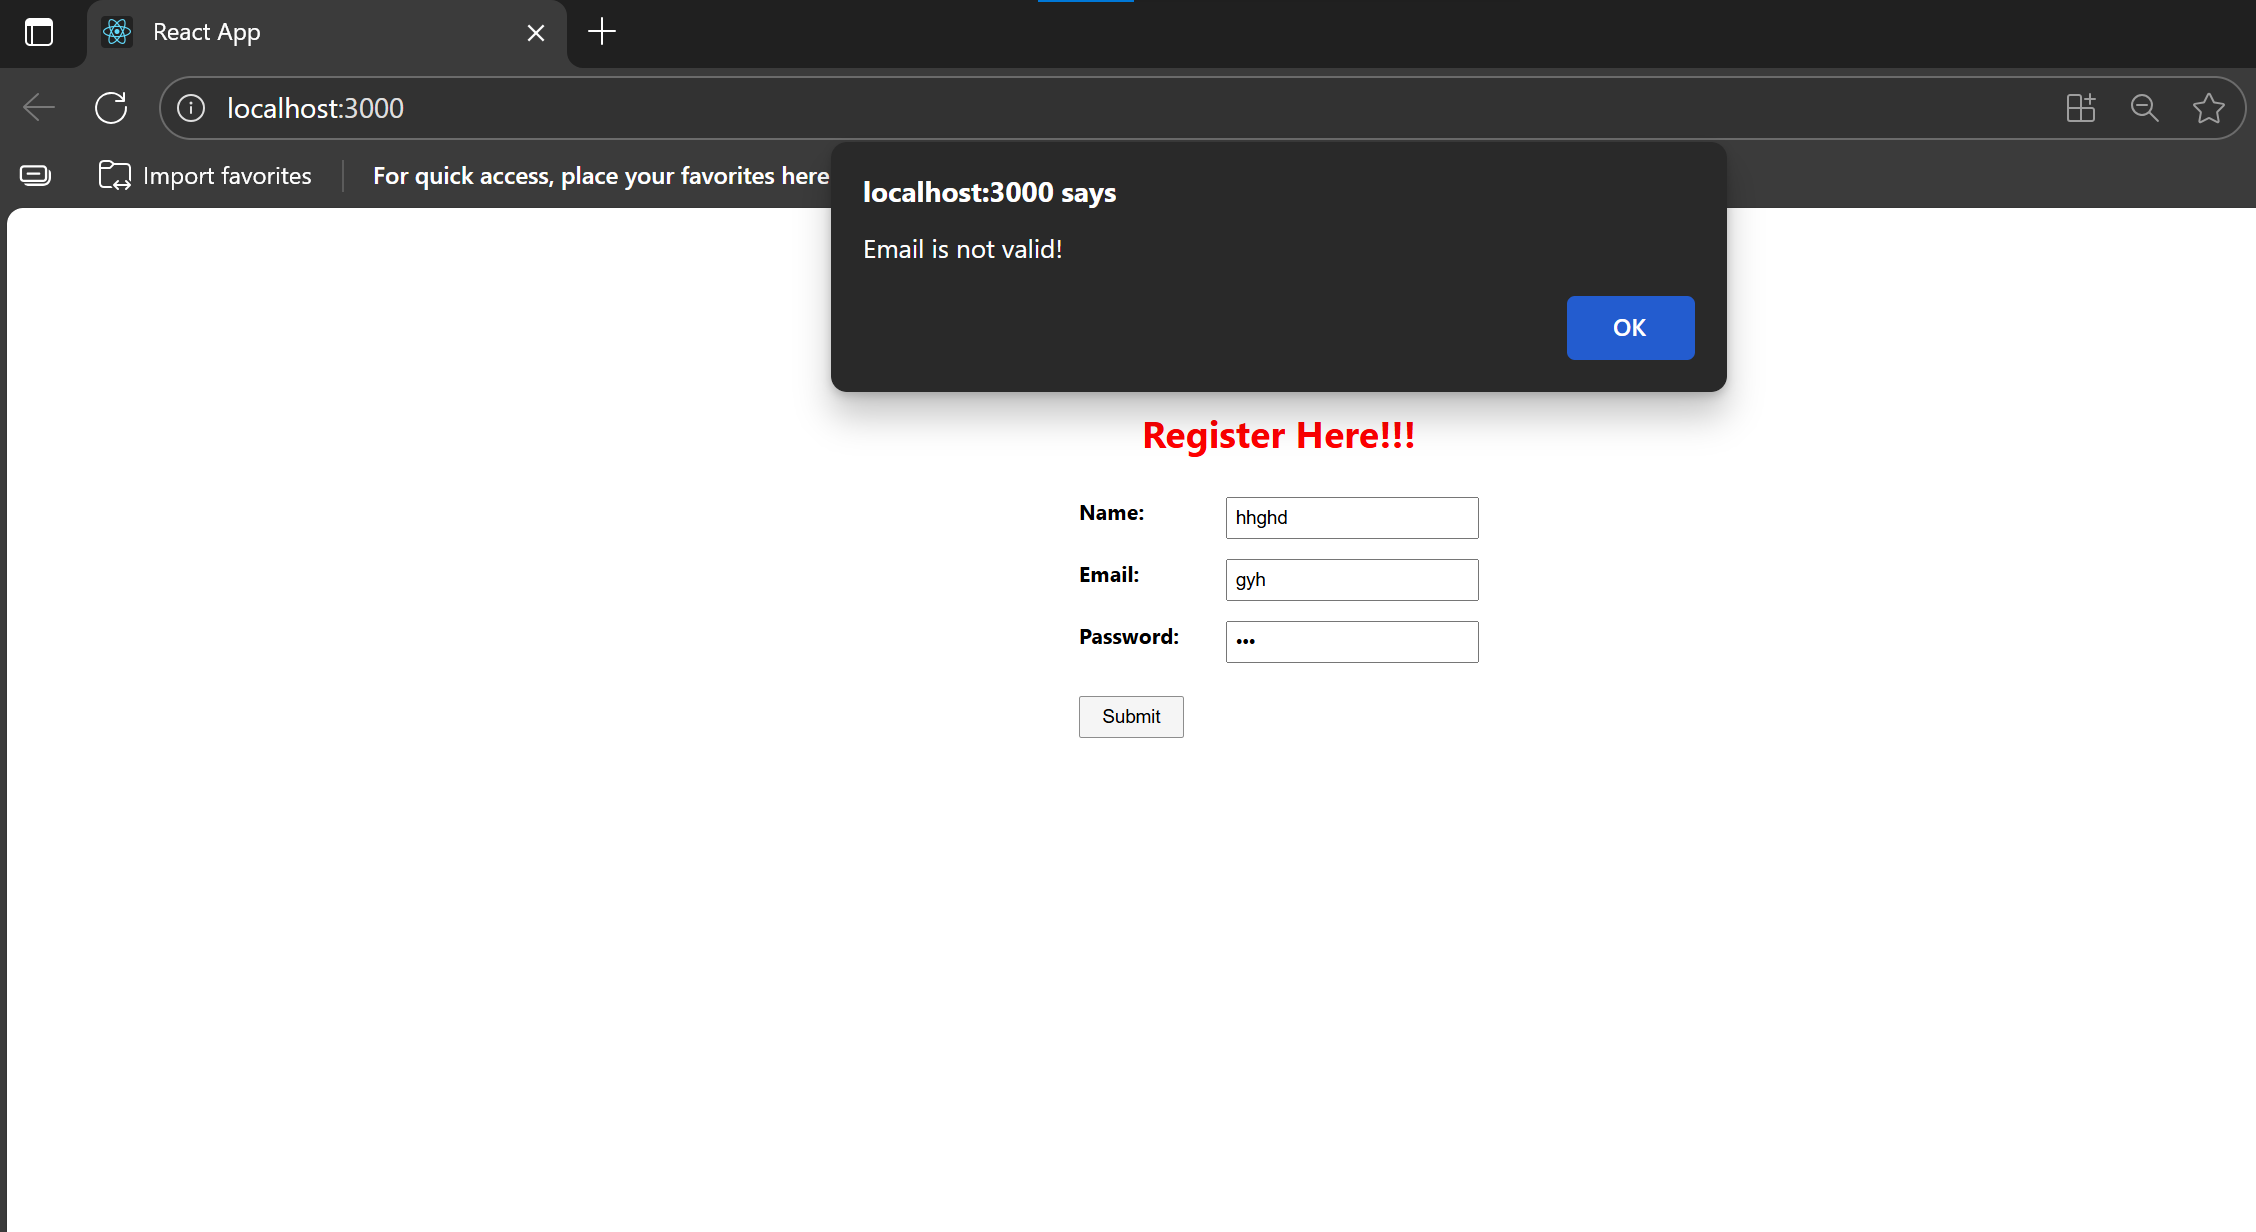 React App
localhost:3000
Import favorites
For quick access, place your favorites here
localhost:3000 says
Email is not valid!
OK
Register Here!!!
Name: hhghd
Email: gyh
Password: •••
Submit